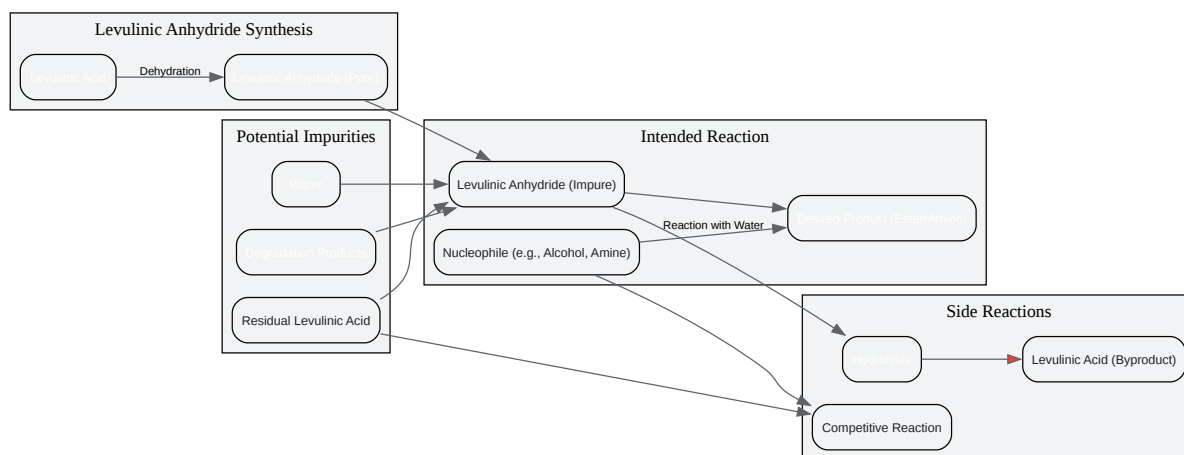 Levulinic Anhydride Synthesis
Levulinic Acid
Dehydration
Levulinic Anhydride (Pure)
Potential Impurities
Water
Degradation Products
Residual Levulinic Acid
Intended Reaction
Levulinic Anhydride (Impure)
Nucleophile (e.g., Alcohol, Amine)
Reaction with Water
Desired Product (Ester/Amide)
Side Reactions
Hydrolysis
Levulinic Acid (Byproduct)
Competitive Reaction